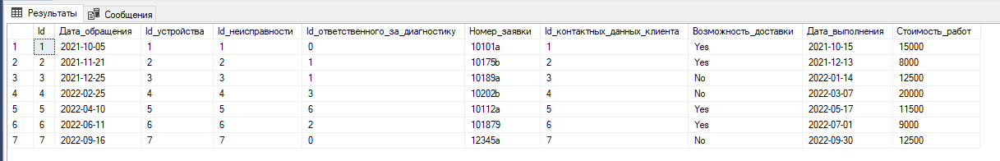 Результаты Сообщения
Id Дата_обращения Id_устройства Id_неисправности Id_ответственного_за_диагностику Номер_заявки Id_контактных_данных_клиента Возможность_доставки Дата_выполнения Стоимость_работ
1 1 2021-10-05 1 1 0 10101a 1 Yes 2021-10-15 15000
2 2 2021-11-21 2 2 1 10175b 2 Yes 2021-12-13 8000
3 3 2021-12-25 3 3 1 10189a 3 No 2022-01-14 12500
4 4 2022-02-25 4 4 3 10202b 4 No 2022-03-07 20000
5 5 2022-04-10 5 5 6 10112a 5 Yes 2022-05-17 11500
6 6 2022-06-11 6 6 2 101879 6 Yes 2022-07-01 9000
7 7 2022-09-16 7 7 0 12345a 7 No 2022-09-30 12500